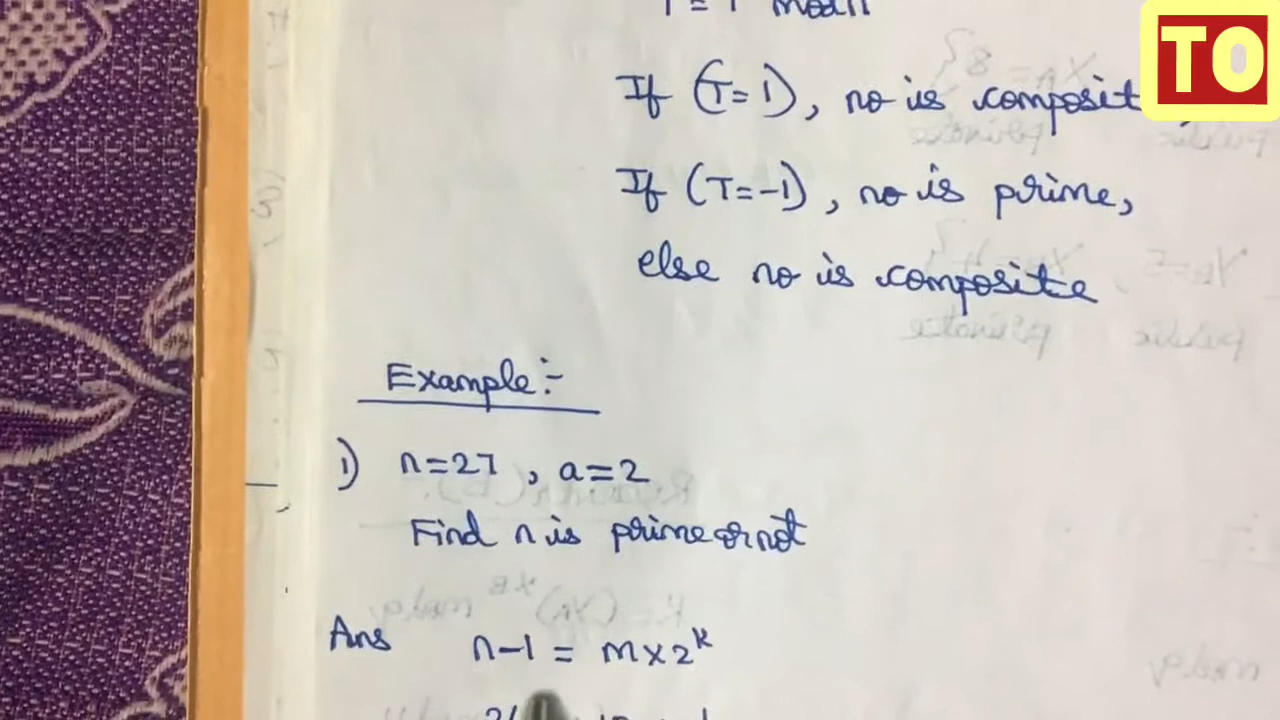 TO
If (T=1), no is composit
If (T=-1), no is prime,
else no is composite
Example:-
1) n=27, a=2
Find n is prime or not
Ans n-1 = m×2^k